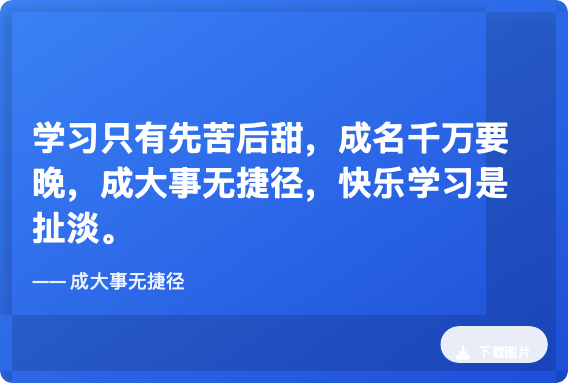 学习只有先苦后甜，成名千万要
晚，成大事无捷径，快乐学习是
扯淡。
—— 成大事无捷径
下载图片